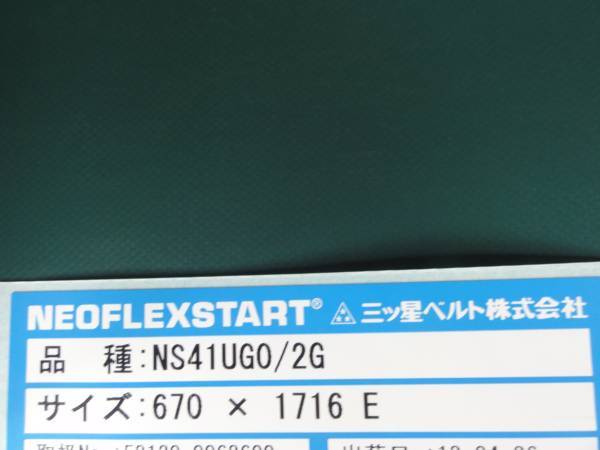 NEOFLEXSTART® 三ッ星ベルト株式会社
品 種:NS41UG0/2G
サイズ:670 × 1716 E